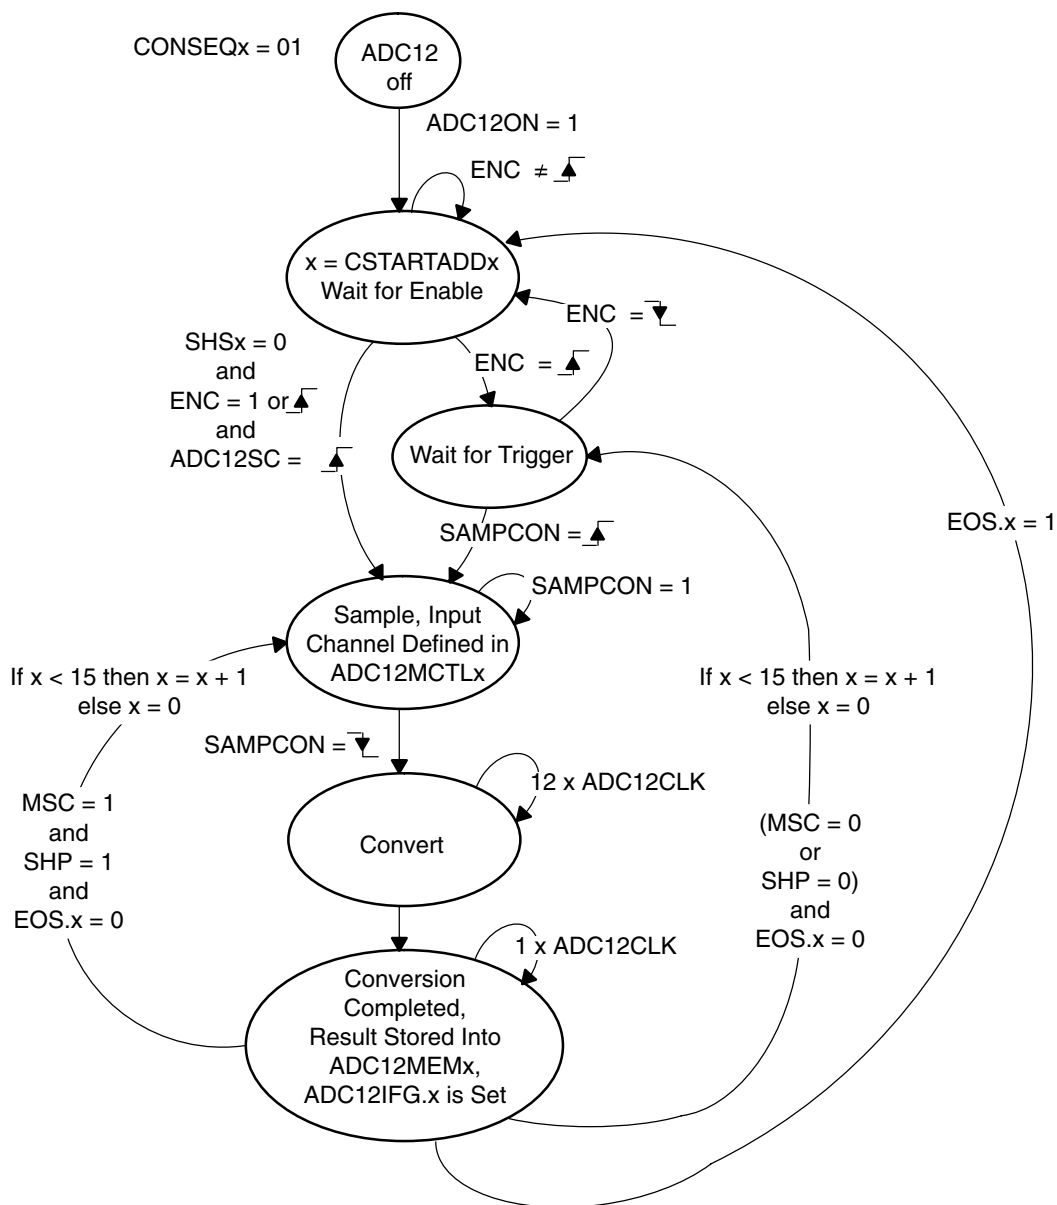 CONSEQx = 01
ADC12
off
ADC12ON = 1
ENC ≠
x = CSTARTADDx
Wait for Enable
ENC =
SHSx = 0
and
ENC = 1 or
and
ADC12SC =
ENC =
Wait for Trigger
EOS.x = 1
SAMPCON =
SAMPCON = 1
Sample, Input
Channel Defined in
ADC12MCTLx
If x < 15 then x = x + 1
else x = 0
If x < 15 then x = x + 1
else x = 0
SAMPCON =
12 x ADC12CLK
MSC = 1
and
SHP = 1
and
EOS.x = 0
Convert
(MSC = 0
or
SHP = 0)
and
EOS.x = 0
1 x ADC12CLK
Conversion
Completed,
Result Stored Into
ADC12MEMx,
ADC12IFG.x is Set